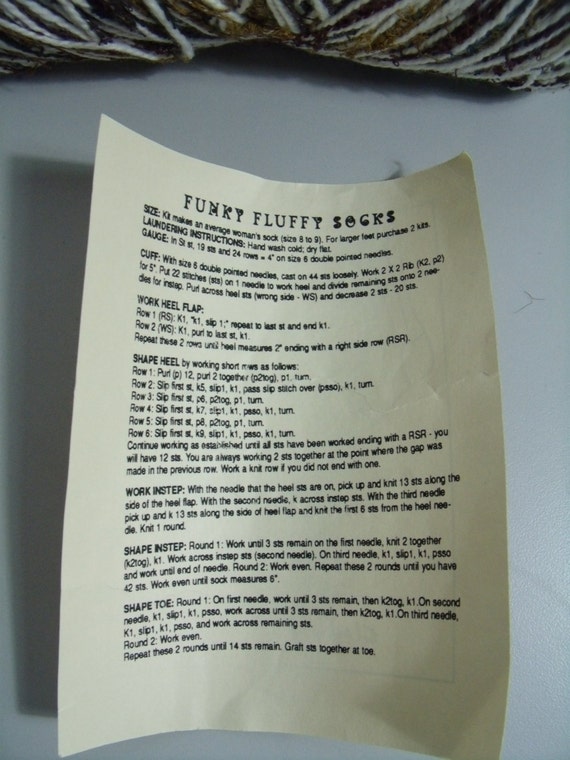 FUNKY FLUFFY SOCKS
SIZE: Kit makes an average woman's sock (size 8 to 9). For larger feet purchase 2 kits.
LAUNDERING INSTRUCTIONS: Hand wash cold; dry flat.
GAUGE: In St st, 19 sts and 24 rows = 4" on size 6 double pointed needles.
CUFF: With size 6 double pointed needles, cast on 44 sts loosely. Work 2 X 2 Rib (K2, p2)
for 5". Put 22 stitches (sts) on 1 needle to work heel and divide remaining sts onto 2 nee-
dles for instep. Purl across heel sts (wrong side - WS) and decrease 2 sts - 20 sts.
WORK HEEL FLAP:
Row 1 (RS): K1, *k1, slip 1;* repeat to last st and end k1.
Row 2 (WS): K1, purl to last st, k1.
Repeat these 2 rows until heel measures 2" ending with a right side row (RSR).
SHAPE HEEL by working short rows as follows:
Row 1: Purl (p) 12, purl 2 together (p2tog), p1, turn.
Row 2: Slip first st, k5, slip1, k1, pass slip stitch over (psso), k1, turn.
Row 3: Slip first st, p6, p2tog, p1, turn.
Row 4: Slip first st, k7, slip1, k1, psso, k1, turn.
Row 5: Slip first st, p8, p2tog, p1, turn.
Row 6: Slip first st, k9, slip1, k1, psso, k1, turn.
Continue working as established until all sts have been worked ending with a RSR - you
will have 12 sts. You are always working 2 sts together at the point where the gap was
made in the previous row. Work a knit row if you did not end with one.
WORK INSTEP: With the needle that the heel sts are on, pick up and knit 13 sts along the
side of the heel flap. With the second needle, k across instep sts. With the third needle
pick up and k 13 sts along the side of heel flap and knit the first 6 sts from the heel nee-
dle. Knit 1 round.
SHAPE INSTEP: Round 1: Work until 3 sts remain on the first needle, knit 2 together
(k2tog), k1. Work across instep sts (second needle). On third needle, k1, slip1, k1, psso
and work until end of needle. Round 2: Work even. Repeat these 2 rounds until you have
42 sts. Work even until sock measures 6".
SHAPE TOE: Round 1: On first needle, work until 3 sts remain, then k2tog, k1.On second
needle, k1, slip1, k1, psso, work across until 3 sts remain, then k2tog, k1.On third needle,
K1, slip1, k1, psso, and work across remaining sts.
Round 2: Work even.
Repeat these 2 rounds until 14 sts remain. Graft sts together at toe.